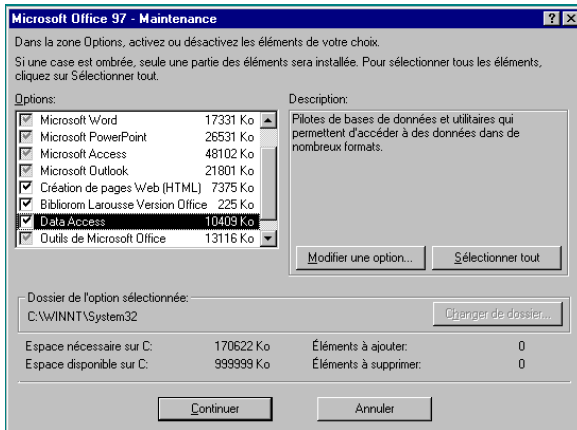 Microsoft Office 97 - Maintenance
Dans la zone Options, activez ou désactivez les éléments de votre choix.
Si une case est ombrée, seule une partie des éléments sera installée. Pour sélectionner tous les éléments,
cliquez sur Sélectionner tout.
Options:
Microsoft Word 17331 Ko
Microsoft PowerPoint 26531 Ko
Microsoft Access 48102 Ko
Microsoft Outlook 21801 Ko
Création de pages Web (HTML) 7375 Ko
Bibliorom Larousse Version Office 225 Ko
Data Access 10409 Ko
Outils de Microsoft Office 13116 Ko
Description:
Pilotes de bases de données et utilitaires qui
permettent d'accéder à des données dans de
nombreux formats.
Modifier une option...
Sélectionner tout
Dossier de l'option sélectionnée:
C:\WINNT\System32
Changer de dossier...
Espace nécessaire sur C: 170622 Ko
Éléments à ajouter: 0
Espace disponible sur C: 999999 Ko
Éléments à supprimer: 0
Continuer
Annuler